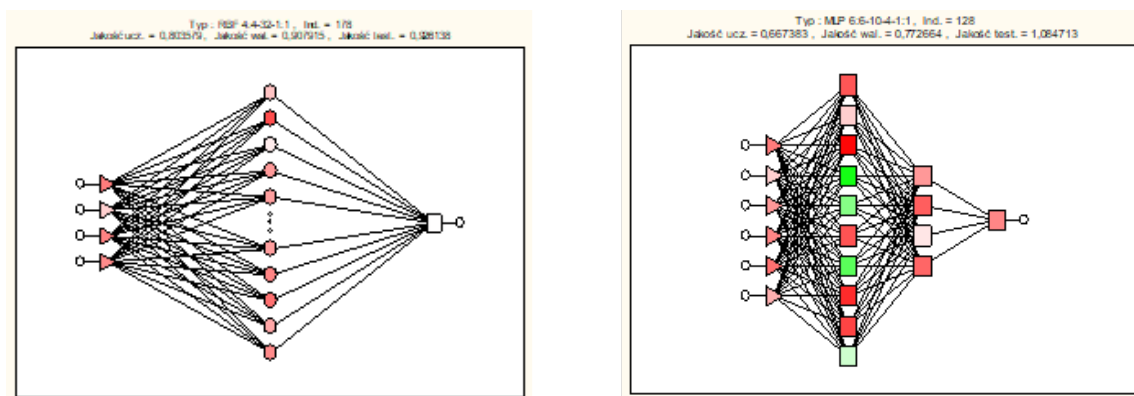 Typ : RBF 4:4-32-1:1 , Ind. = 178
Jakość ucz. = 0,803579 , Jakość wal. = 0,907915 , Jakość test. = 0,926138
Typ : MLP 6:6-10-4-1:1 , Ind. = 128
Jakość ucz. = 0,667383 , Jakość wal. = 0,772664 , Jakość test. = 1,084713